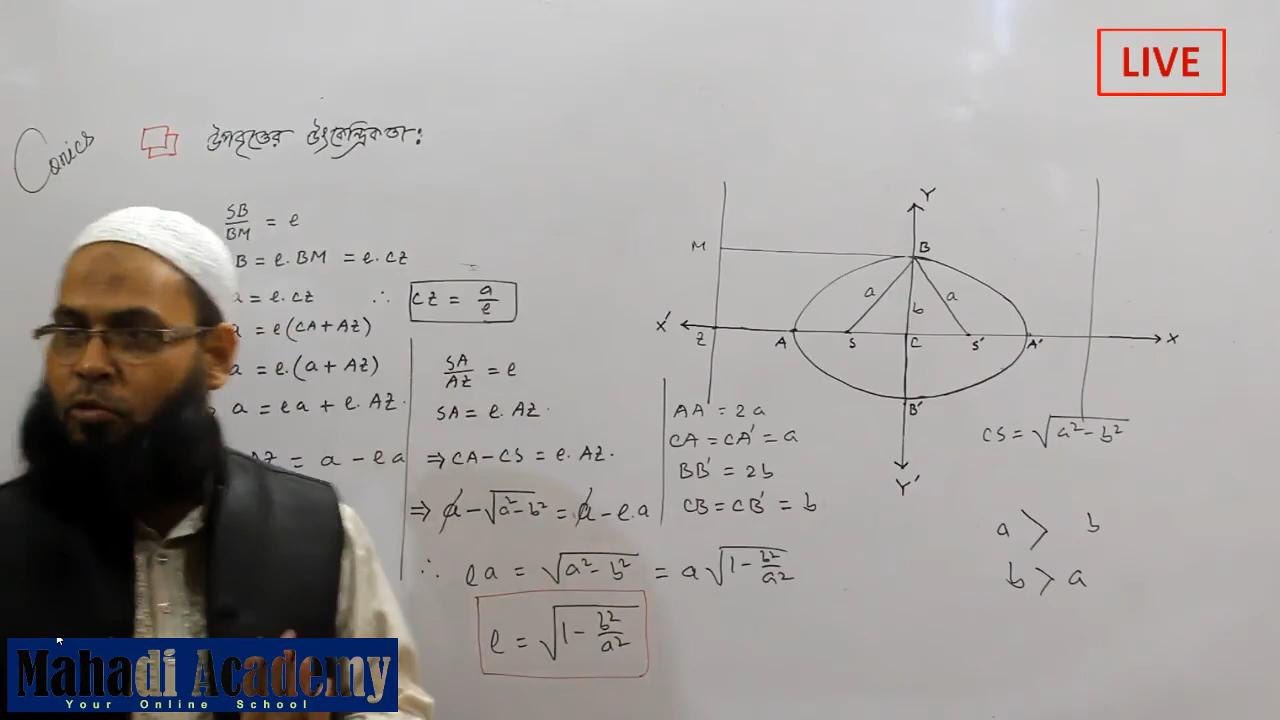 LIVE
Conics
উপবৃত্তের উৎকেন্দ্রিকতা:
SB/BM = e
B = e. BM = e. CZ
a = e. CZ ∴ CZ = a/e
a = e(CA + AZ)
a = e.(a + AZ)
a = ea + e. AZ.
AZ = a - ea
SA/AZ = e
SA = e. AZ.
⇒ CA - CS = e. AZ.
⇒ a - √a² - b² = a - e.a
∴ ea = √a² - b² = a √1 - b²/a²
e = √1 - b²/a²
AA' = 2a
CA = CA' = a
BB' = 2b
CB = CB' = b
Y
M B
a a
b
X' Z A S C S' A' X
B'
Y'
CS = √a² - b²
a > b
b > a
Mahadi Academy
Your Online School